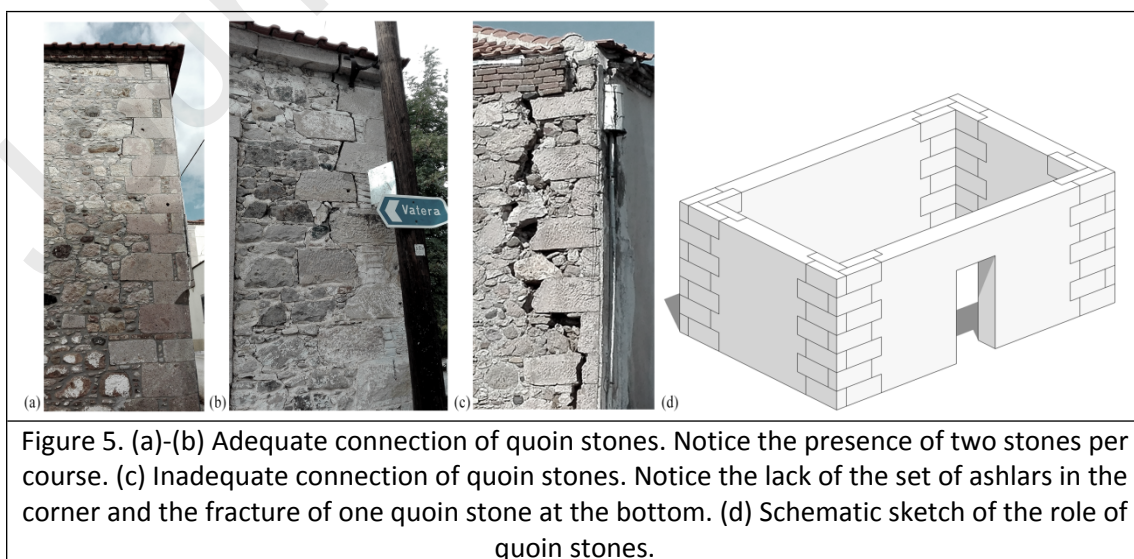 Vatera
(a)
(b)
(c)
(d)
Figure 5. (a)-(b) Adequate connection of quoin stones. Notice the presence of two stones per
course. (c) Inadequate connection of quoin stones. Notice the lack of the set of ashlars in the
corner and the fracture of one quoin stone at the bottom. (d) Schematic sketch of the role of
quoin stones.